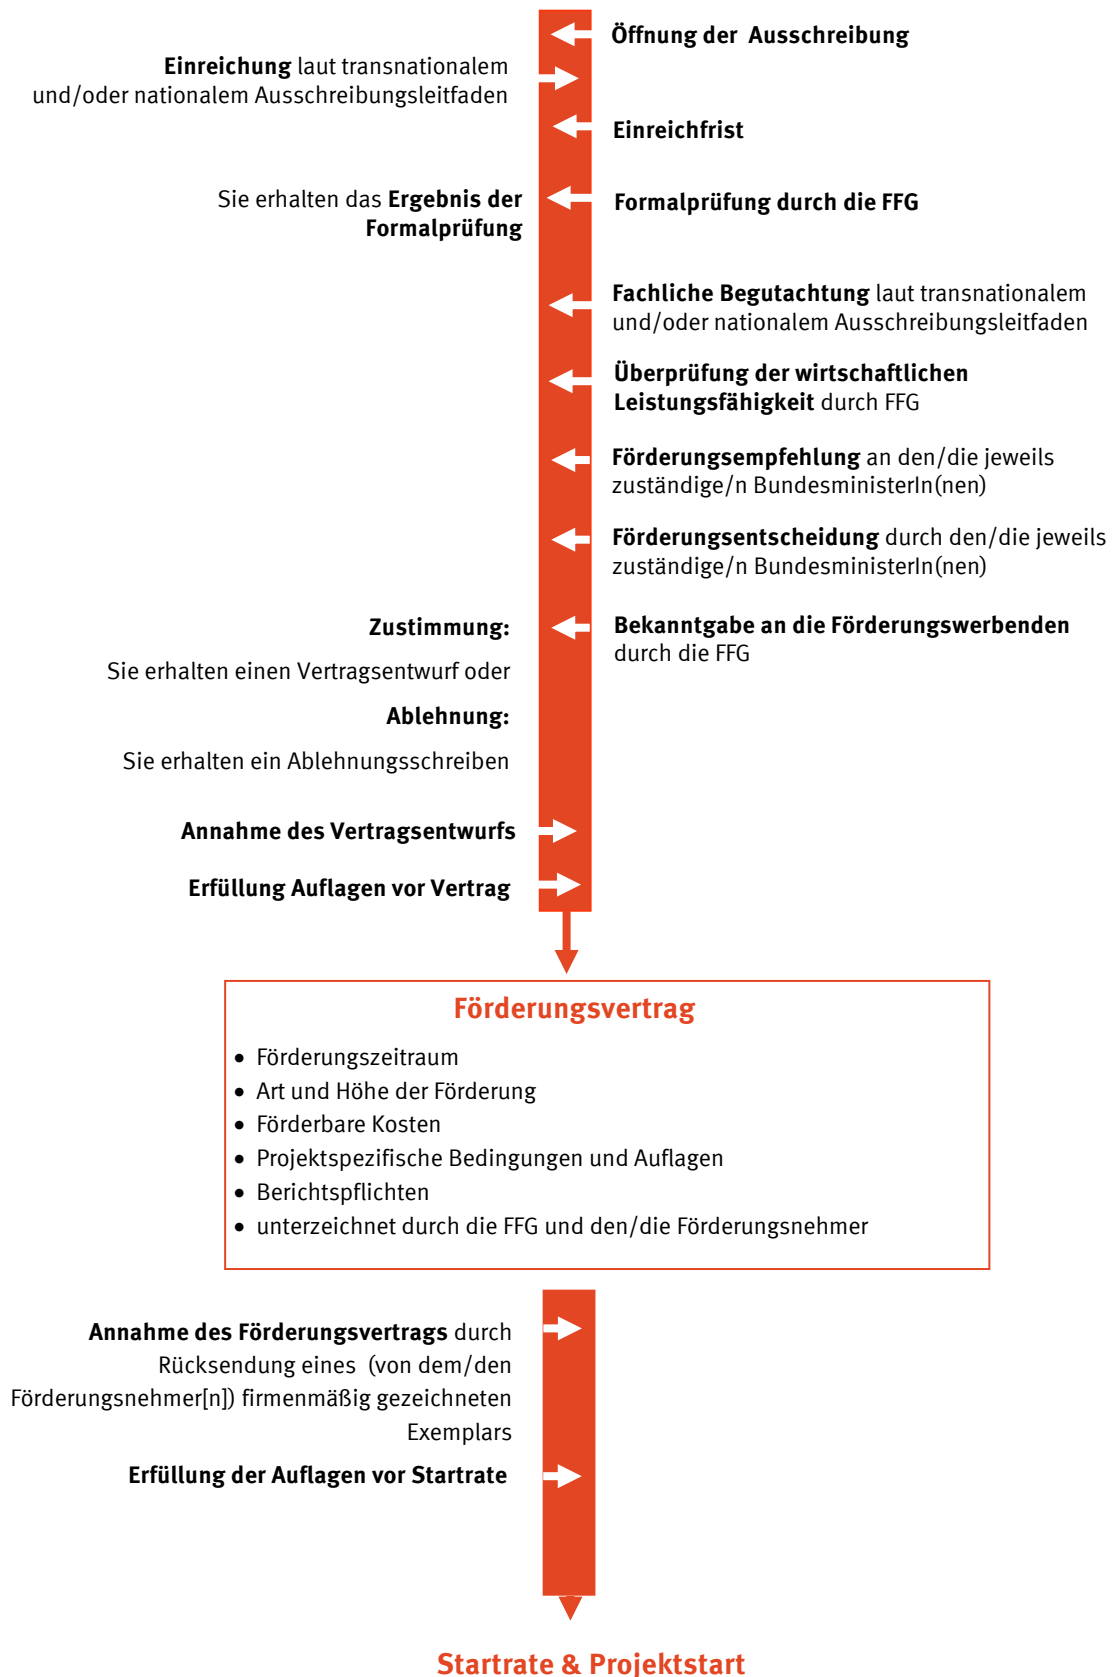 Öffnung der Ausschreibung
Einreichung laut transnationalem
und/oder nationalem Ausschreibungsleitfaden
Einreichfrist
Sie erhalten das Ergebnis der
Formalprüfung
Formalprüfung durch die FFG
Fachliche Begutachtung laut transnationalem
und/oder nationalem Ausschreibungsleitfaden
Überprüfung der wirtschaftlichen
Leistungsfähigkeit durch FFG
Förderungsempfehlung an den/die jeweils
zuständige/n BundesministerIn(nen)
Förderungsentscheidung durch den/die jeweils
zuständige/n BundesministerIn(nen)
Bekanntgabe an die Förderungswerbenden
durch die FFG
Zustimmung:
Sie erhalten einen Vertragsentwurf oder
Ablehnung:
Sie erhalten ein Ablehnungsschreiben
Annahme des Vertragsentwurfs
Erfüllung Auflagen vor Vertrag
Förderungsvertrag
• Förderungszeitraum
• Art und Höhe der Förderung
• Förderbare Kosten
• Projektspezifische Bedingungen und Auflagen
• Berichtspflichten
• unterzeichnet durch die FFG und den/die Förderungsnehmer
Annahme des Förderungsvertrags durch
Rücksendung eines (von dem/den
Förderungsnehmer[n]) firmenmäßig gezeichneten
Exemplars
Erfüllung der Auflagen vor Startrate
Startrate & Projektstart